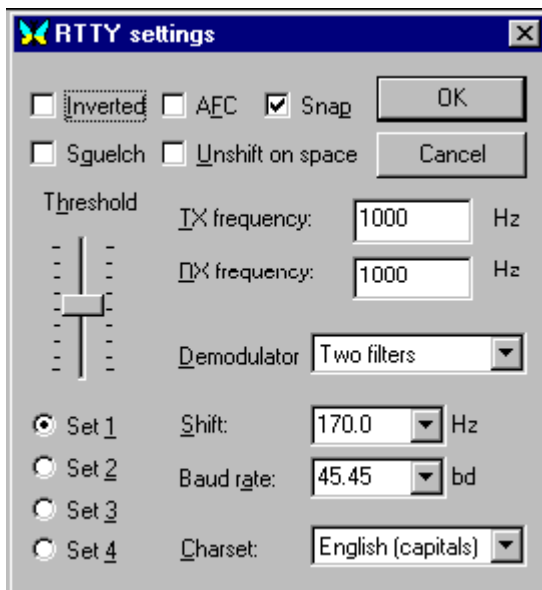 RTTY settings
Inverted AFC Snap OK
Squelch Unshift on space Cancel
Threshold
TX frequency: 1000 Hz
RX frequency: 1000 Hz
Demodulator Two filters
Set 1 Shift: 170.0 Hz
Set 2 Baud rate: 45.45 bd
Set 3
Set 4 Charset: English (capitals)